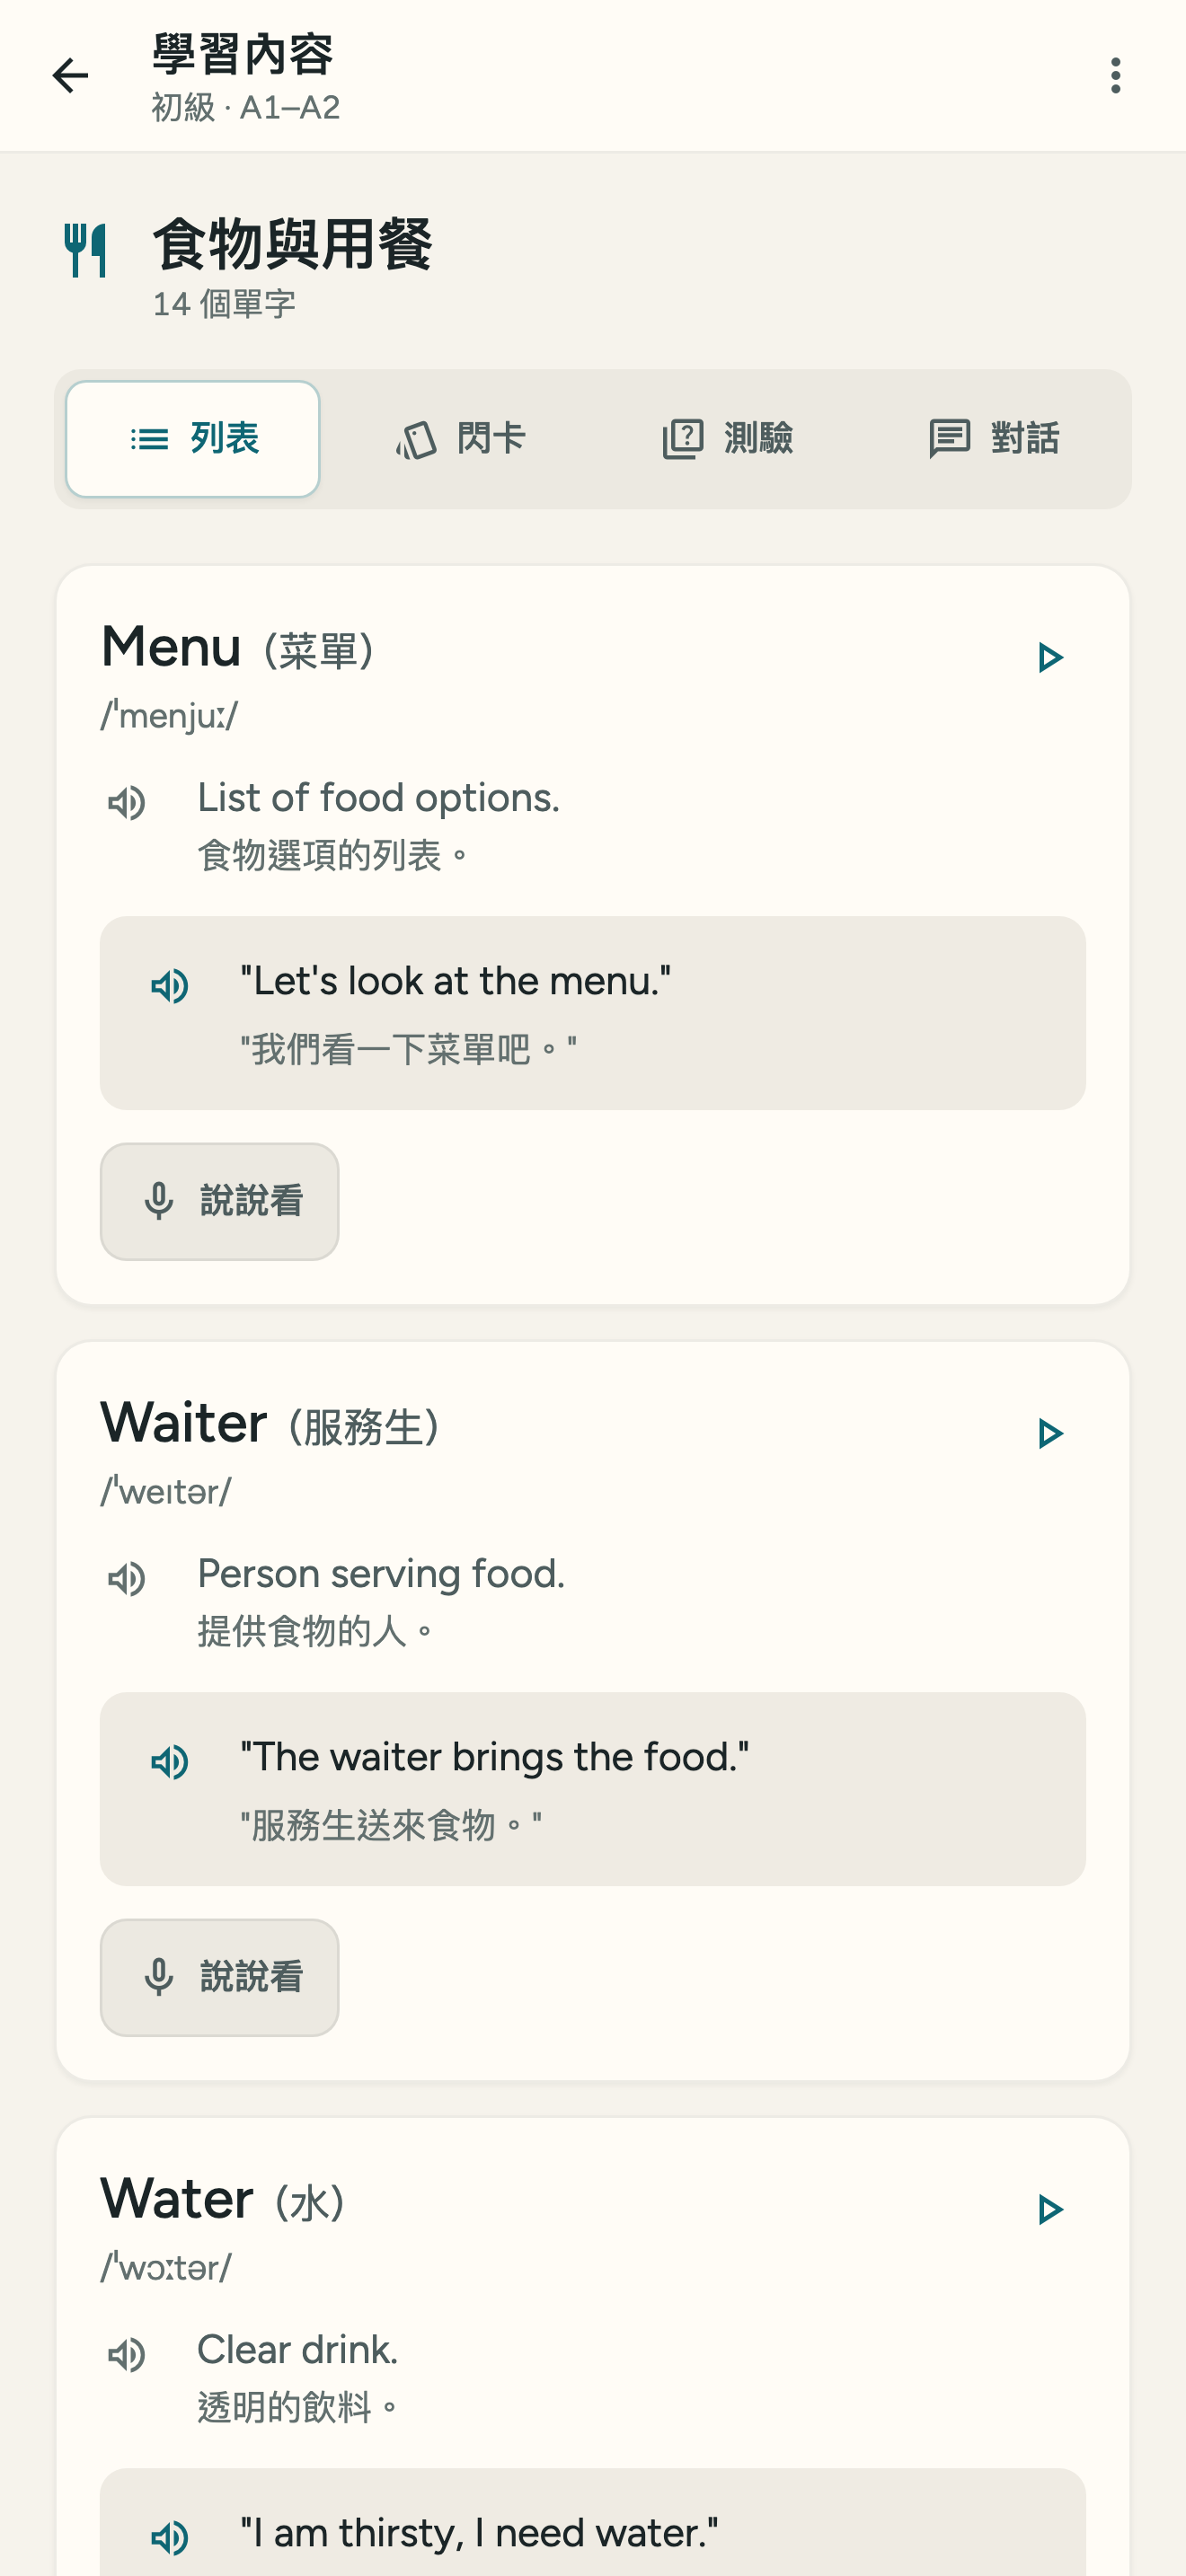 學習內容
初級 · A1–A2
食物與用餐
14 個單字
列表 閃卡 測驗 對話
Menu (菜單)
/ˈmenjuː/
List of food options.
食物選項的列表。
"Let's look at the menu."
"我們看一下菜單吧。"
說說看
Waiter (服務生)
/ˈweɪtər/
Person serving food.
提供食物的人。
"The waiter brings the food."
"服務生送來食物。"
說說看
Water (水)
/ˈwɔːtər/
Clear drink.
透明的飲料。
"I am thirsty, I need water."